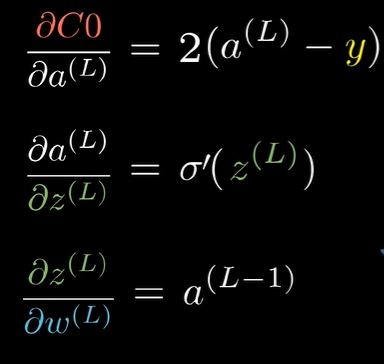 ∂C0/∂a^(L) = 2(a^(L) − y)
∂a^(L)/∂z^(L) = σ′(z^(L))
∂z^(L)/∂w^(L) = a^(L−1)